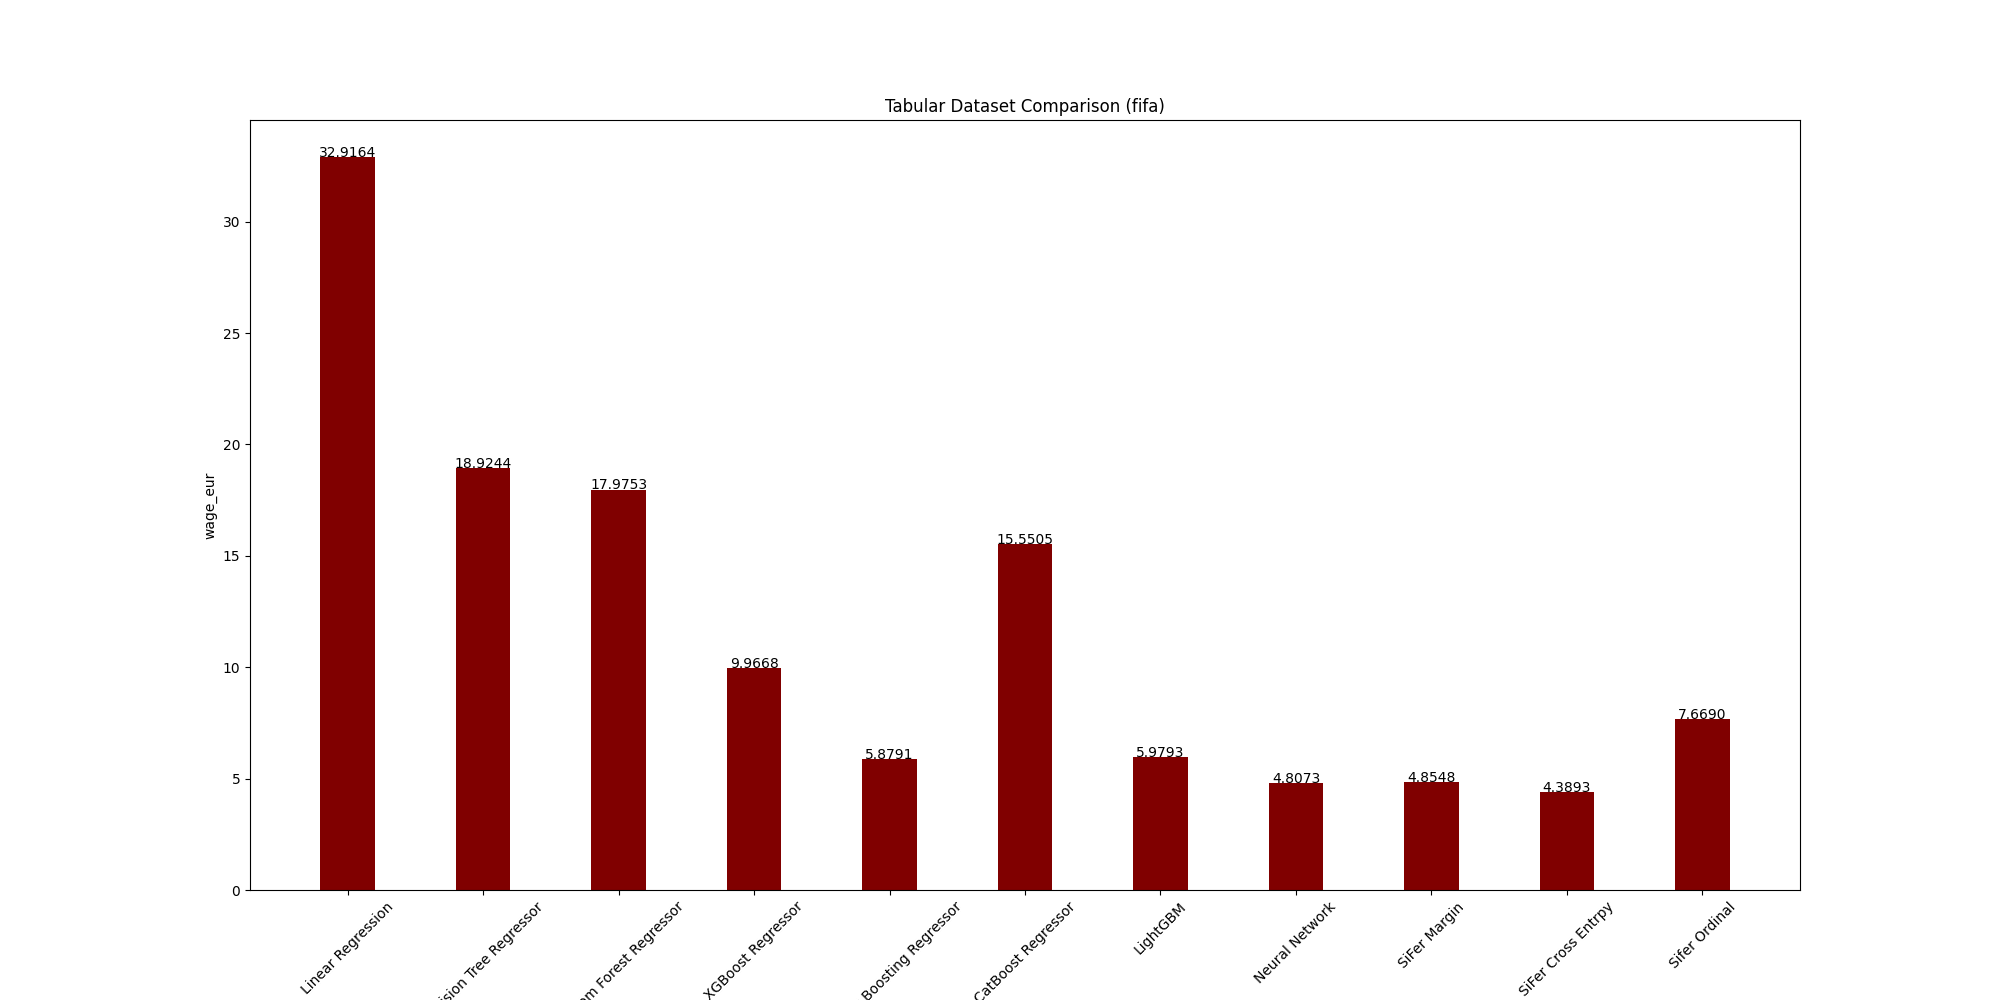 Tabular Dataset Comparison (fifa)
32.9164
18.9244
17.9753
9.9668
5.8791
15.5505
5.9793
4.8073
4.8548
4.3893
7.6690
30
25
20
15
10
5
0
wage_eur
Linear Regression
ision Tree Regressor
m Forest Regressor
XGBoost Regressor
Boosting Regressor
CatBoost Regressor
LightGBM
Neural Network
SiFer Margin
SiFer Cross Entrpy
Sifer Ordinal